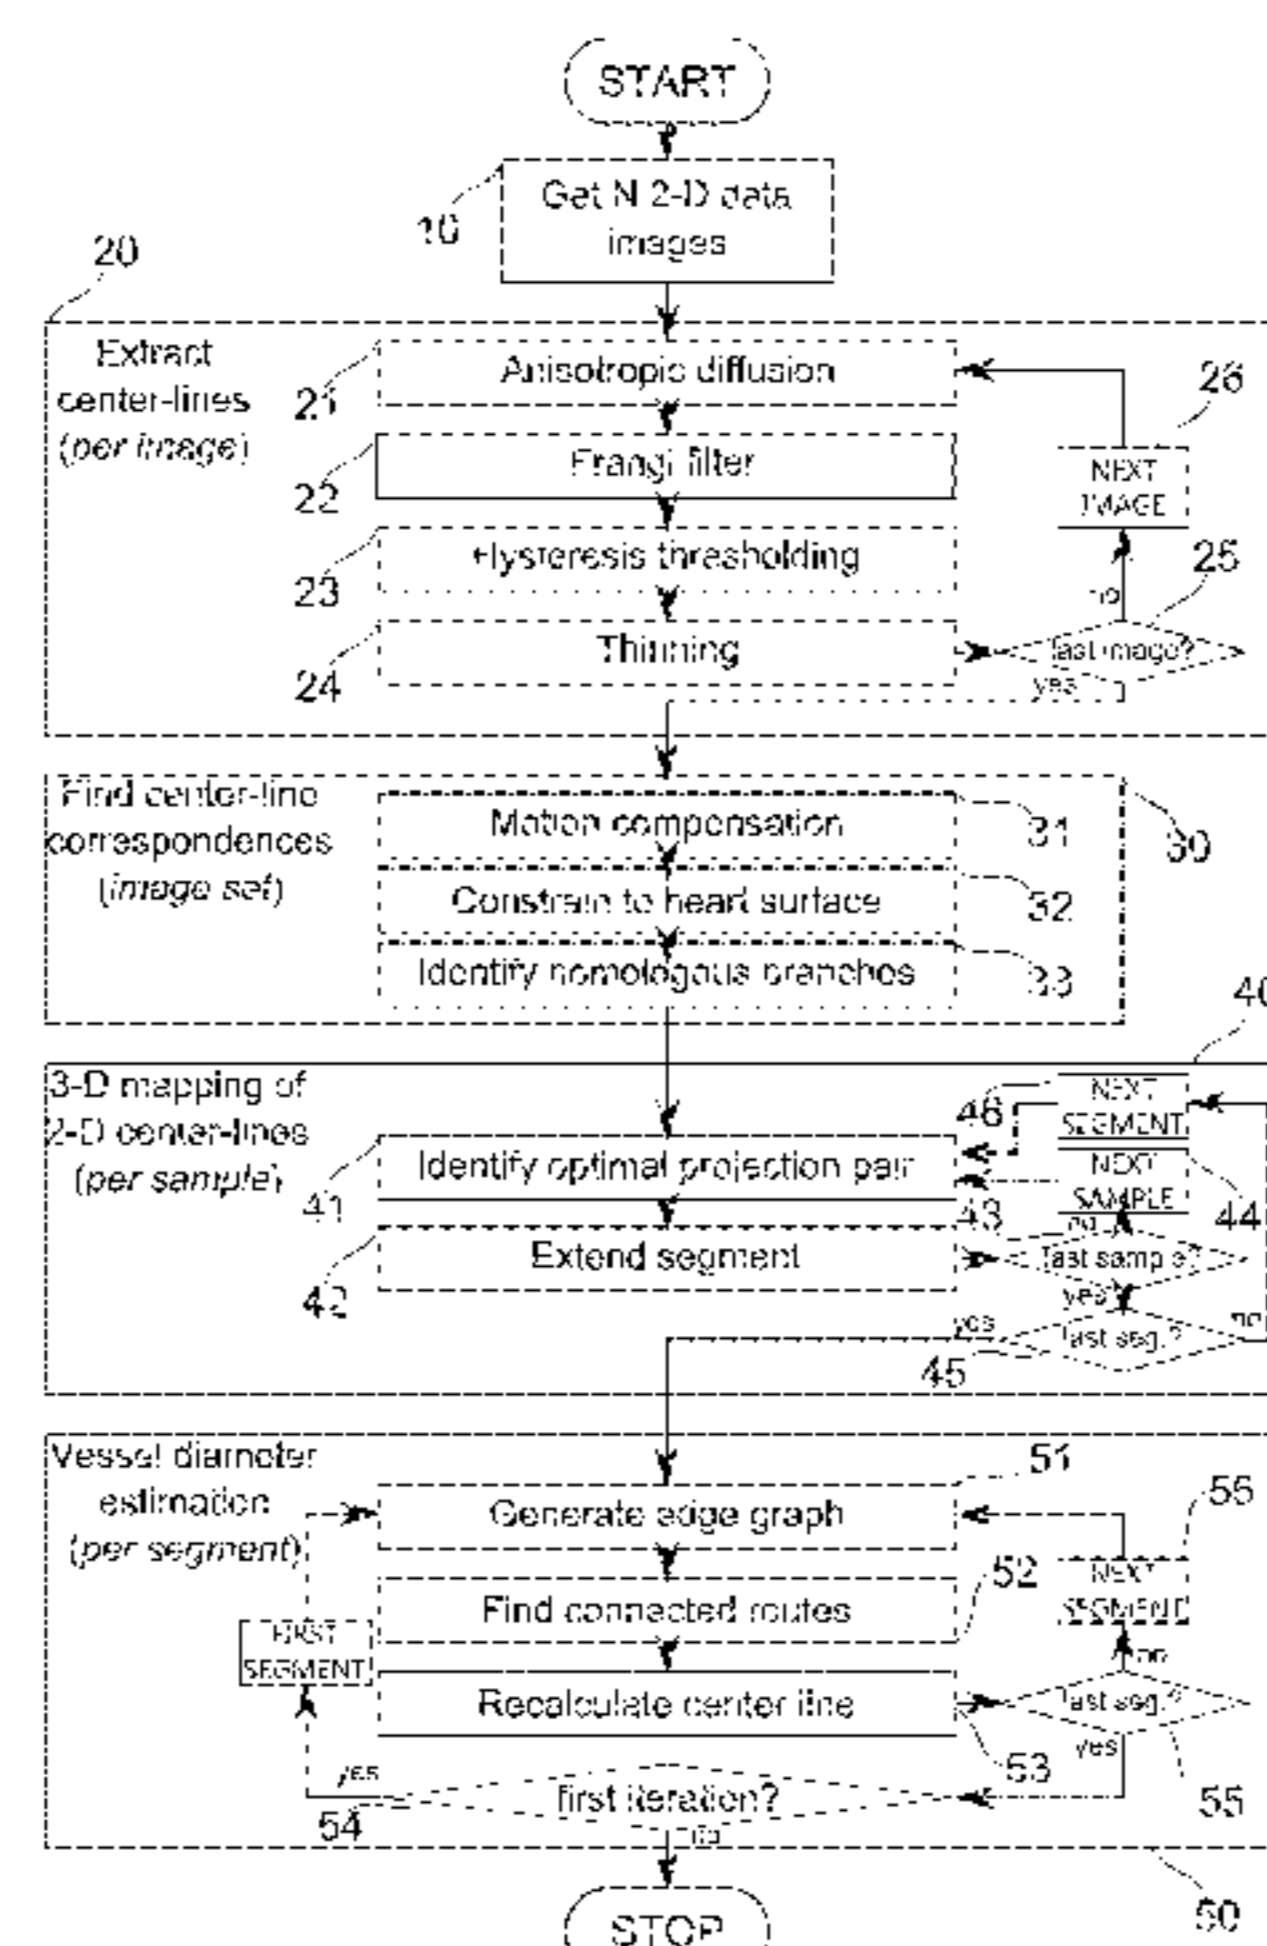 START
Get N 2-D data
images
10
20
Extract
center-lines
(per image)
Anisotropic diffusion
21
26
Frangi filter
22
NEXT
IMAGE
Hysteresis thresholding
23
25
no
Thinning
24
last image?
yes
Find center-line
correspondences
(image set)
Motion compensation
31
30
Constrain to heart surface
32
Identify homologous branches
33
40
3-D mapping of
2-D center-lines
(per sample)
46
NEXT
SEGMENT
Identify optimal projection pair
41
NEXT
SAMPLE
43
44
no
Extend segment
42
last sample?
yes
yes
last seg.?
no
45
Vessel diameter
estimation
(per segment)
51
Generate edge graph
56
52
NEXT
SEGMENT
Find connected routes
FIRST
SEGMENT
no
Recalculate center line
last seg.?
53
yes
55
yes
first iteration?
54
no
50
STOP